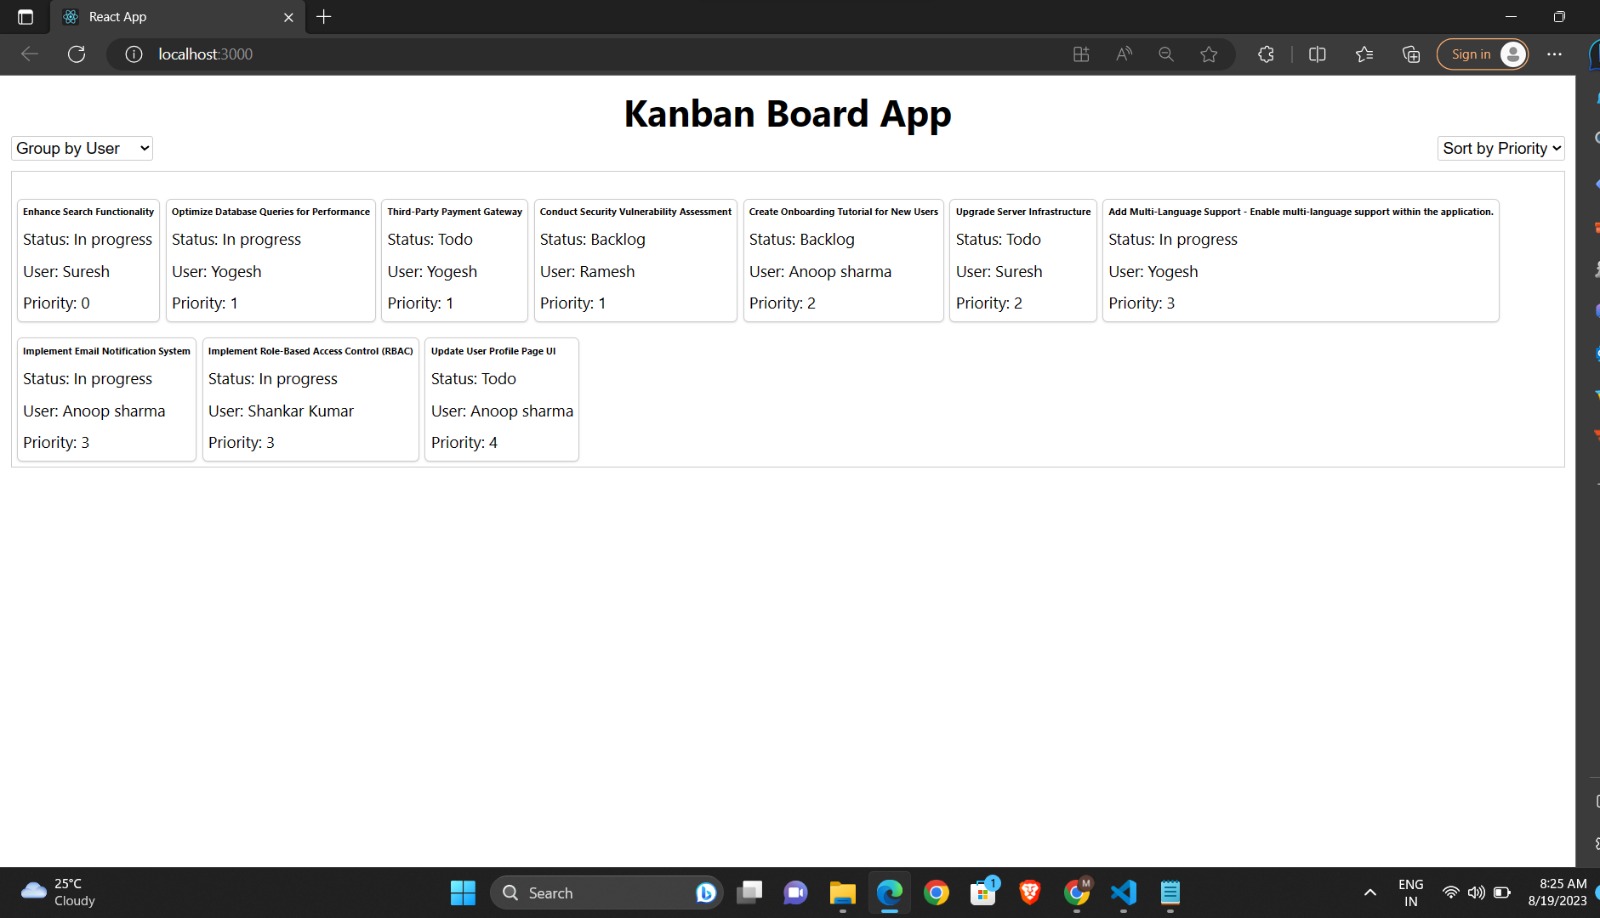 React App
localhost:3000
Sign in
Kanban Board App
Group by User
Sort by Priority
Enhance Search Functionality
Status: In progress
User: Suresh
Priority: 0
Optimize Database Queries for Performance
Status: In progress
User: Yogesh
Priority: 1
Third-Party Payment Gateway
Status: Todo
User: Yogesh
Priority: 1
Conduct Security Vulnerability Assessment
Status: Backlog
User: Ramesh
Priority: 1
Create Onboarding Tutorial for New Users
Status: Backlog
User: Anoop sharma
Priority: 2
Upgrade Server Infrastructure
Status: Todo
User: Suresh
Priority: 2
Add Multi-Language Support - Enable multi-language support within the application.
Status: In progress
User: Yogesh
Priority: 3
Implement Email Notification System
Status: In progress
User: Anoop sharma
Priority: 3
Implement Role-Based Access Control (RBAC)
Status: In progress
User: Shankar Kumar
Priority: 3
Update User Profile Page UI
Status: Todo
User: Anoop sharma
Priority: 4
25°C
Cloudy
Search
1
M
ENG
IN
8:25 AM
8/19/2023